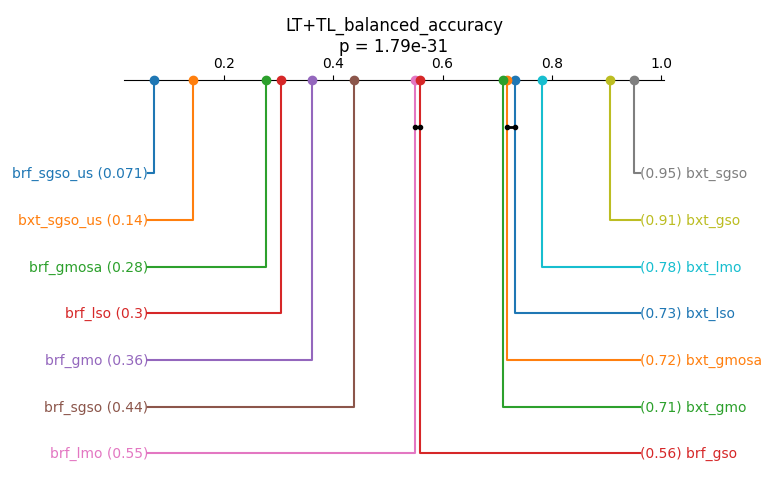 LT+TL_balanced_accuracy
p = 1.79e-31
0.2 0.4 0.6 0.8 1.0
brf_sgso_us (0.071) (0.95) bxt_sgso
bxt_sgso_us (0.14) (0.91) bxt_gso
brf_gmosa (0.28) (0.78) bxt_lmo
brf_lso (0.3) (0.73) bxt_lso
brf_gmo (0.36) (0.72) bxt_gmosa
brf_sgso (0.44) (0.71) bxt_gmo
brf_lmo (0.55) (0.56) brf_gso